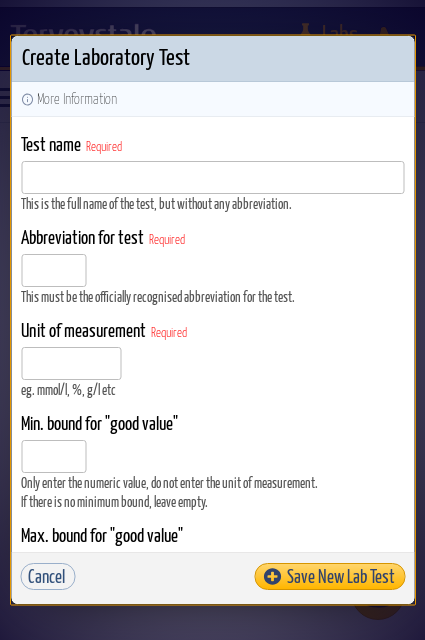 Torveystalo
Labs
Create Laboratory Test
More Information
Test name Required
This is the full name of the test, but without any abbreviation.
Abbreviation for test Required
This must be the officially recognised abbreviation for the test.
Unit of measurement Required
eg. mmol/l, %, g/l etc
Min. bound for "good value"
Only enter the numeric value, do not enter the unit of measurement.
If there is no minimum bound, leave empty.
Max. bound for "good value"
Cancel
Save New Lab Test